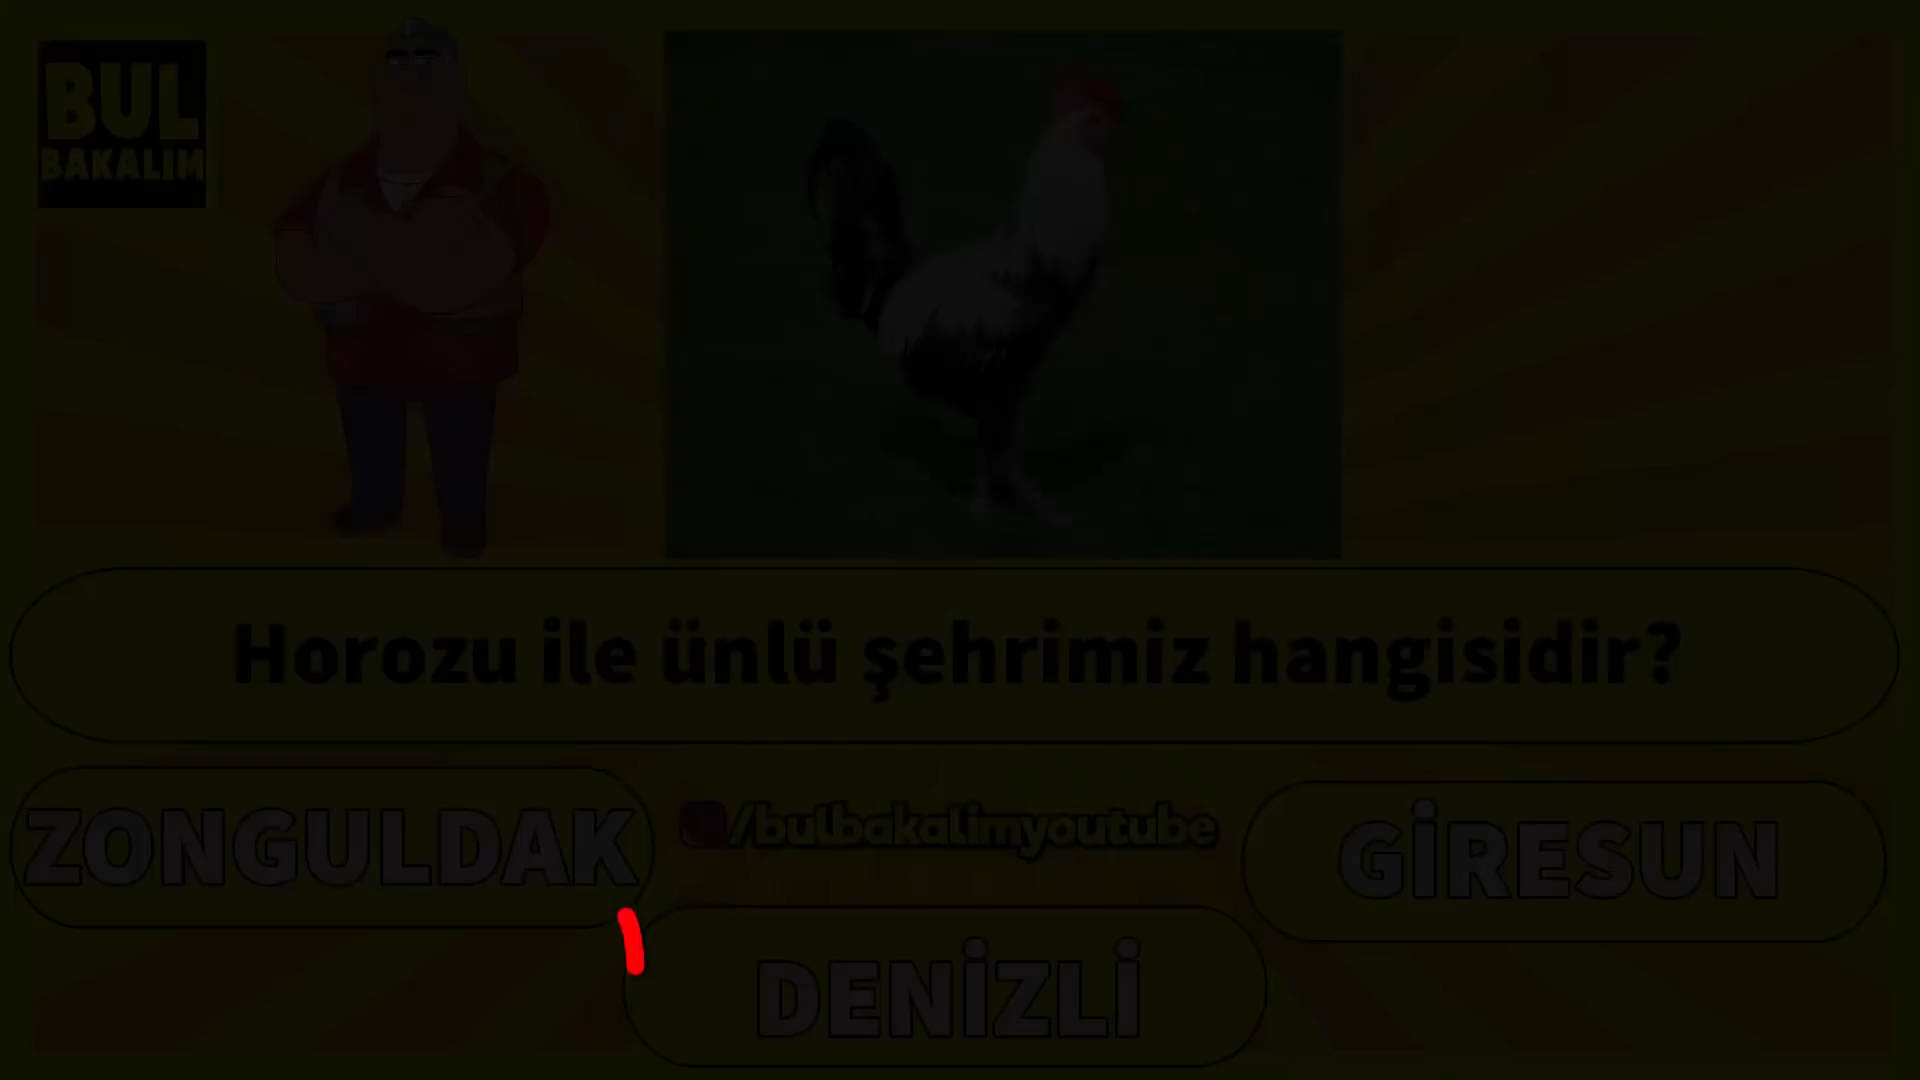 BUL
BAKALIM
Horozu ile ünlü şehrimiz hangisidir?
ZONGULDAK
/bulbakalimyoutube
GİRESUN
DENİZLİ